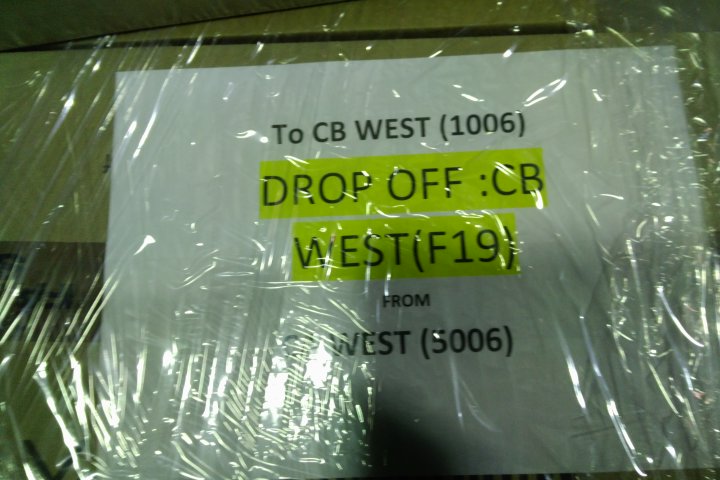 To CB WEST (1006)
DROP OFF :CB
WEST(F19)
FROM
WEST (5006)